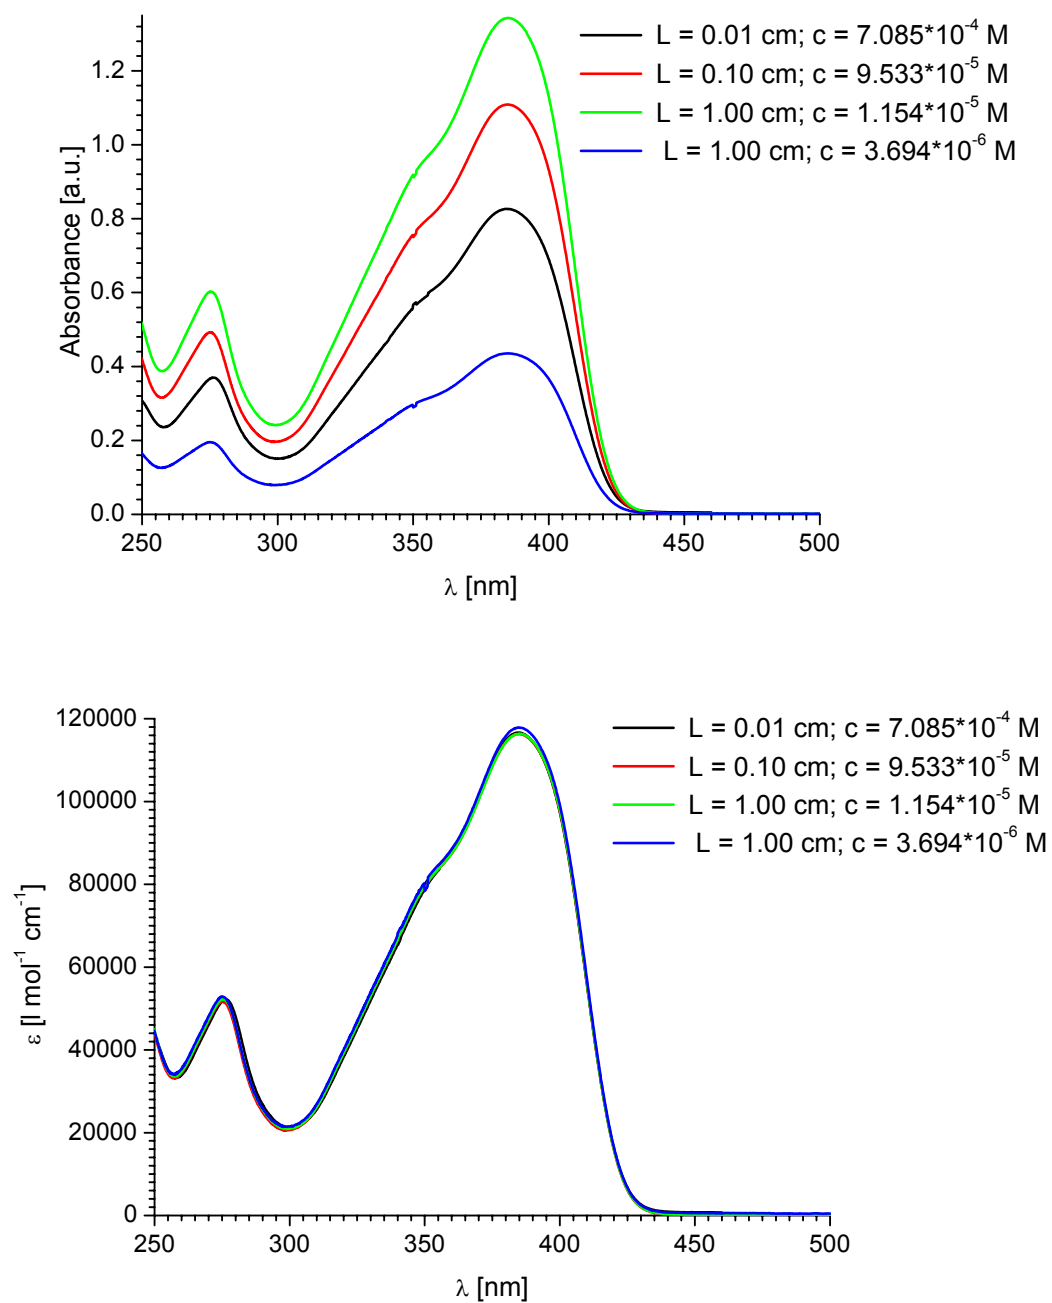 L = 0.01 cm; c = 7.085*10⁻⁴ M
L = 0.10 cm; c = 9.533*10⁻⁵ M
L = 1.00 cm; c = 1.154*10⁻⁵ M
L = 1.00 cm; c = 3.694*10⁻⁶ M
Absorbance [a.u.]
1.2
1.0
0.8
0.6
0.4
0.2
0.0
250 300 350 400 450 500
λ [nm]
L = 0.01 cm; c = 7.085*10⁻⁴ M
L = 0.10 cm; c = 9.533*10⁻⁵ M
L = 1.00 cm; c = 1.154*10⁻⁵ M
L = 1.00 cm; c = 3.694*10⁻⁶ M
ε [l mol⁻¹ cm⁻¹]
120000
100000
80000
60000
40000
20000
0
250 300 350 400 450 500
λ [nm]